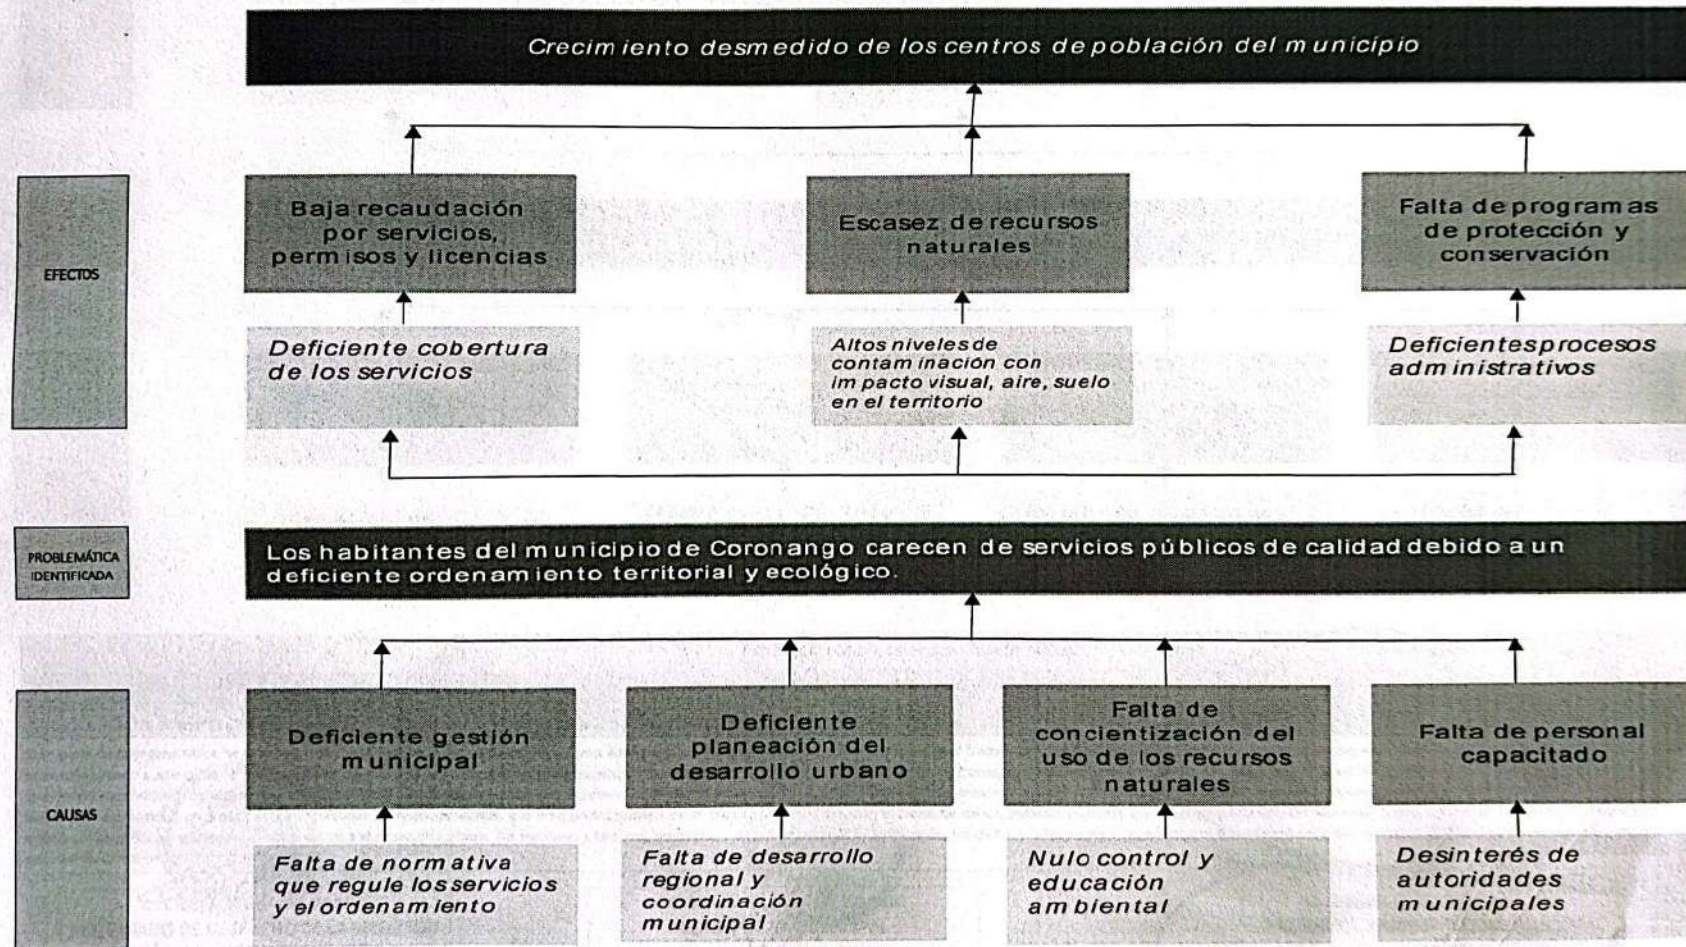 Crecimiento desmedido de los centros de población del municipio
EFECTOS
Baja recaudación
por servicios,
permisos y licencias
Escasez de recursos
naturales
Falta de programas
de protección y
conservación
Deficiente cobertura
de los servicios
Altos niveles de
contaminación con
impacto visual, aire, suelo
en el territorio
Deficientes procesos
administrativos
PROBLEMÁTICA
IDENTIFICADA
Los habitantes del municipio de Coronango carecen de servicios públicos de calidad debido a un
deficiente ordenamiento territorial y ecológico.
CAUSAS
Deficiente gestión
municipal
Deficiente
planeación del
desarrollo urbano
Falta de
concientización del
uso de los recursos
naturales
Falta de personal
capacitado
Falta de normativa
que regule los servicios
y el ordenamiento
Falta de desarrollo
regional y
coordinación
municipal
Nulo control y
educación
ambiental
Desinterés de
autoridades
municipales